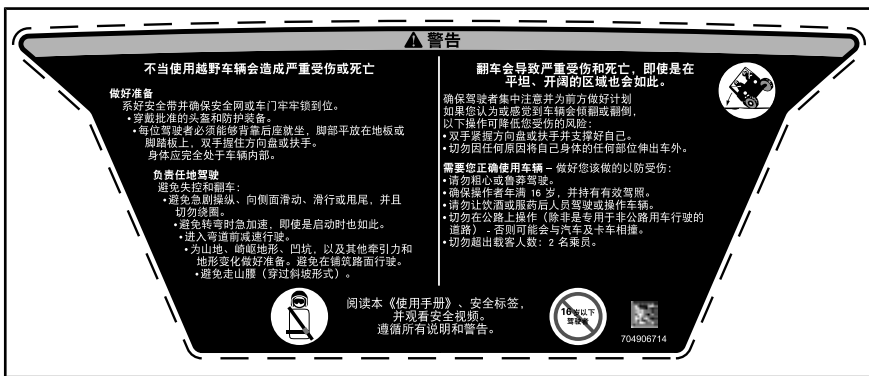 警告
不当使用越野车辆会造成严重受伤或死亡
做好准备
系好安全带并确保安全网或车门牢牢锁到位。
•穿戴批准的头盔和防护装备。
•每位驾驶者必须能够背靠后座就坐，脚部平放在地板或
脚踏板上，双手握住方向盘或扶手。
身体应完全处于车辆内部。
负责任地驾驶
避免失控和翻车：
•避免急剧操纵、向侧面滑动、滑行或甩尾，并且
切勿绕圈。
•避免转弯时急加速，即使是启动时也如此。
•进入弯道前减速行驶。
•为山地、崎岖地形、凹坑，以及其他牵引力和
地形变化做好准备。避免在铺筑路面行驶。
•避免走山腰（穿过斜坡形式）。
翻车会导致严重受伤和死亡，即使是在
平坦、开阔的区域也会如此。
确保驾驶者集中注意并为前方做好计划
如果您认为或感觉到车辆会倾翻或翻倒，
以下操作可降低您受伤的风险：
•双手紧握方向盘或扶手并支撑好自己。
•切勿因任何原因将自己身体的任何部位伸出车外。
需要您正确使用车辆 – 做好您该做的以防受伤：
•请勿粗心或鲁莽驾驶。
•确保操作者年满 16 岁，并持有有效驾照。
•请勿让饮酒或服药后人员驾驶或操作车辆。
•切勿在公路上操作（除非是专用于非公路用车行驶的
道路）- 否则可能会与汽车及卡车相撞。
•切勿超出载客人数：2 名乘员。
阅读本《使用手册》、安全标签，
并观看安全视频。
遵循所有说明和警告。
16 岁以下
驾驶者
704906714